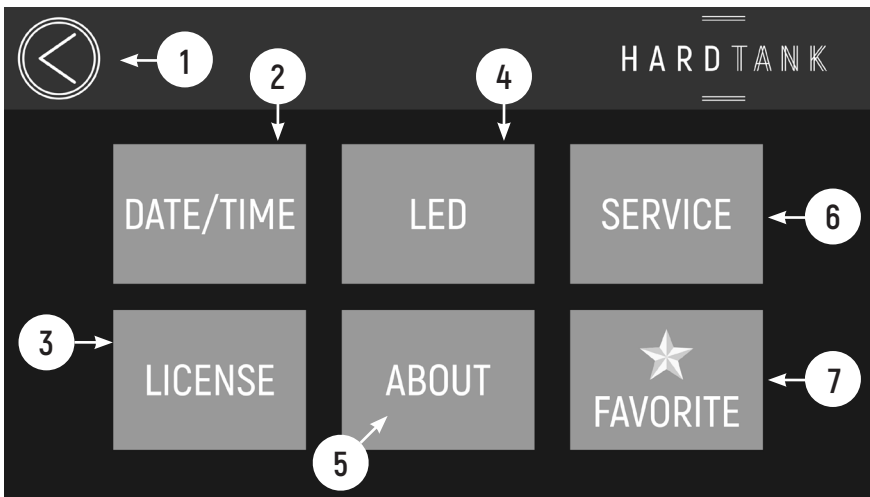 1
HARDTANK
2
4
DATE/TIME
LED
SERVICE
6
3
LICENSE
ABOUT
FAVORITE
7
5